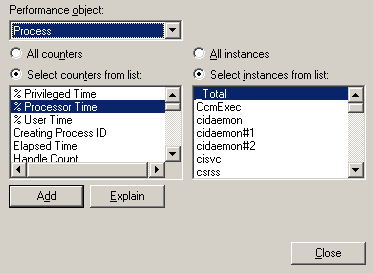 Performance object:
Process
All counters
All instances
Select counters from list:
Select instances from list:
% Privileged Time
% Processor Time
% User Time
Creating Process ID
Elapsed Time
Handle Count
_Total
CcmExec
cidaemon
cidaemon#1
cidaemon#2
cisvc
csrss
Add
Explain
Close